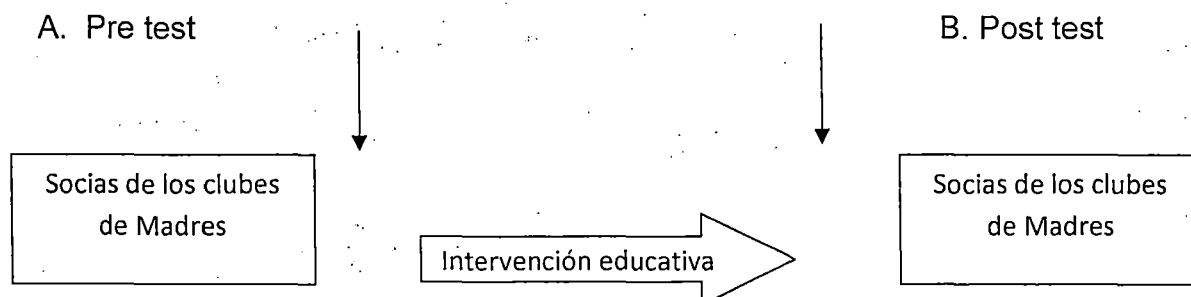 A. Pre test
B. Post test
Socias de los clubes
de Madres
Intervención educativa
Socias de los clubes
de Madres